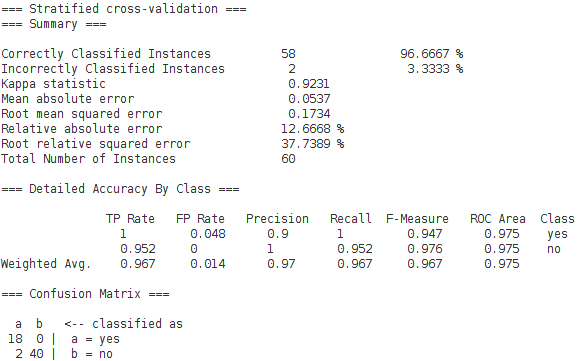 === Stratified cross-validation ===
=== Summary ===
Correctly Classified Instances 58 96.6667 %
Incorrectly Classified Instances 2 3.3333 %
Kappa statistic 0.9231
Mean absolute error 0.0537
Root mean squared error 0.1734
Relative absolute error 12.6668 %
Root relative squared error 37.7389 %
Total Number of Instances 60
=== Detailed Accuracy By Class ===
TP Rate FP Rate Precision Recall F-Measure ROC Area Class
1 0.048 0.9 1 0.947 0.975 yes
0.952 0 1 0.952 0.976 0.975 no
Weighted Avg. 0.967 0.014 0.97 0.967 0.967 0.975
=== Confusion Matrix ===
a b <-- classified as
18 0 | a = yes
2 40 | b = no